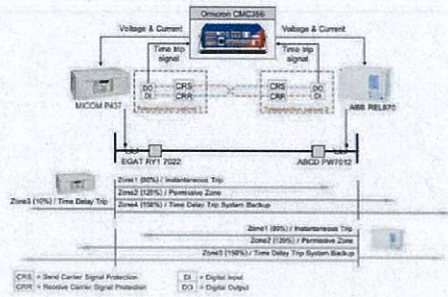 Omicron CMC356
Voltage & Current
Voltage & Current
Time trip
signal
Time trip
signal
DO
DI
CRS
CRR
CRS
CRR
DO
DI
MICOM P437
ABB REL670
EGAT RY1 7022
ABCD PW7012
Zone1 (80%) / Instantaneous Trip
Zone2 (120%) / Permissive Zone
Zone3 (10%) / Time Delay Trip
Zone4 (150%) / Time Delay Trip System Backup
Zone1 (80%) / Instantaneous Trip
Zone2 (120%) / Permissive Zone
Zone3 (150%) / Time Delay Trip System Backup
CRS = Send Carrier Signal Protection
DI = Digital Input
CRR = Receive Carrier Signal Protection
DO = Digital Output